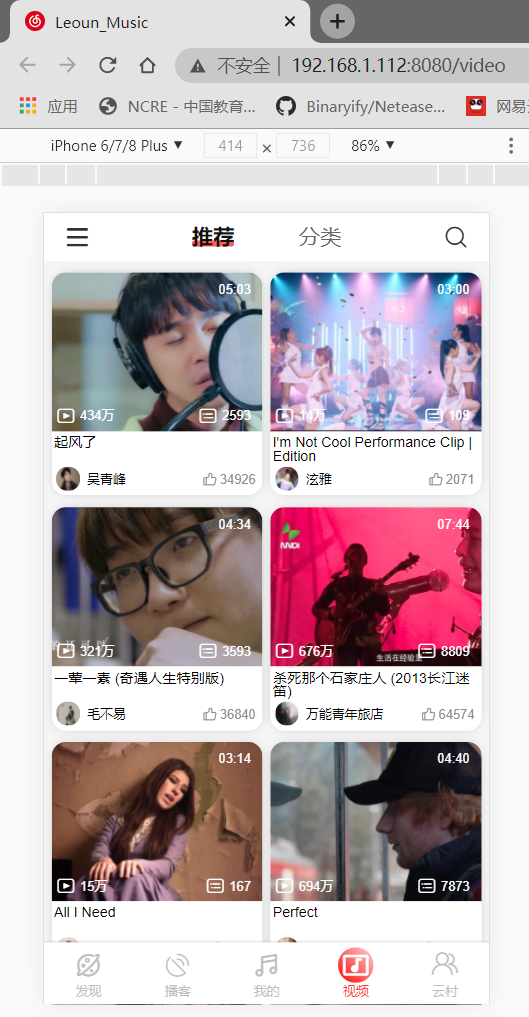 Leoun_Music
不安全 | 192.168.1.112:8080/video
应用 NCRE - 中国教育... Binaryify/Netease... 网易云
iPhone 6/7/8 Plus 414 × 736 86%
推荐 分类
05:03
434万 2593
起风了
吴青峰 34926
03:00
14万 109
I'm Not Cool Performance Clip |
Edition
泫雅 2071
04:34
321万 3593
一荤一素 (奇遇人生特别版)
毛不易 36840
07:44
生活在经验里
676万 8809
杀死那个石家庄人 (2013长江迷
笛)
万能青年旅店 64574
03:14
15万 167
All I Need
04:40
694万 7873
Perfect
发现 播客 我的 视频 云村